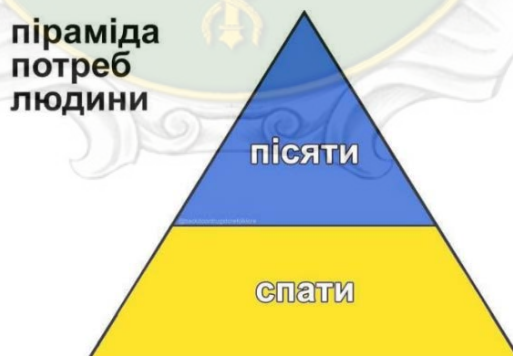 піраміда
потреб
людини
пісяти
спати